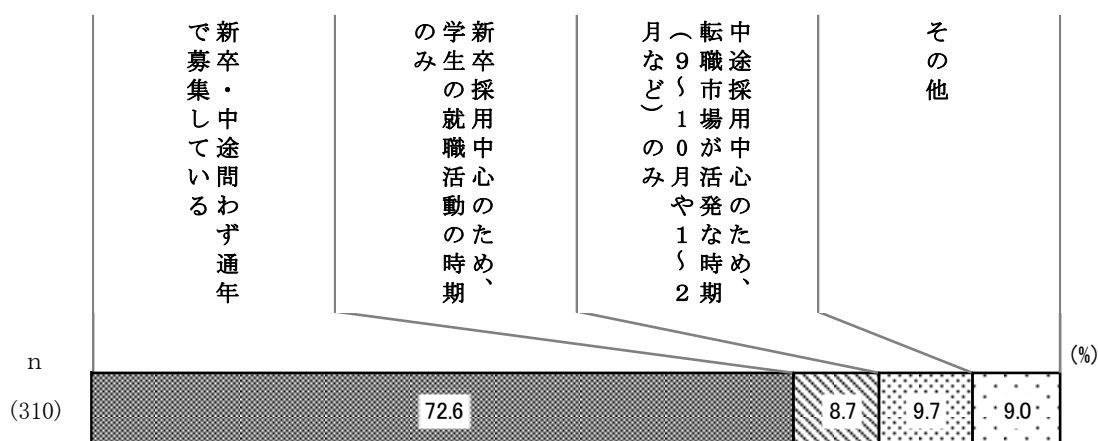 新卒・中途問わず通年
で募集している
新卒採用中心のため、
学生の就職活動の時期
のみ
中途採用中心のため、
転職市場が活発な時期
（9～10月や1～2
月など）のみ
その他
(%)
n
(310)
72.6
8.7
9.7
9.0